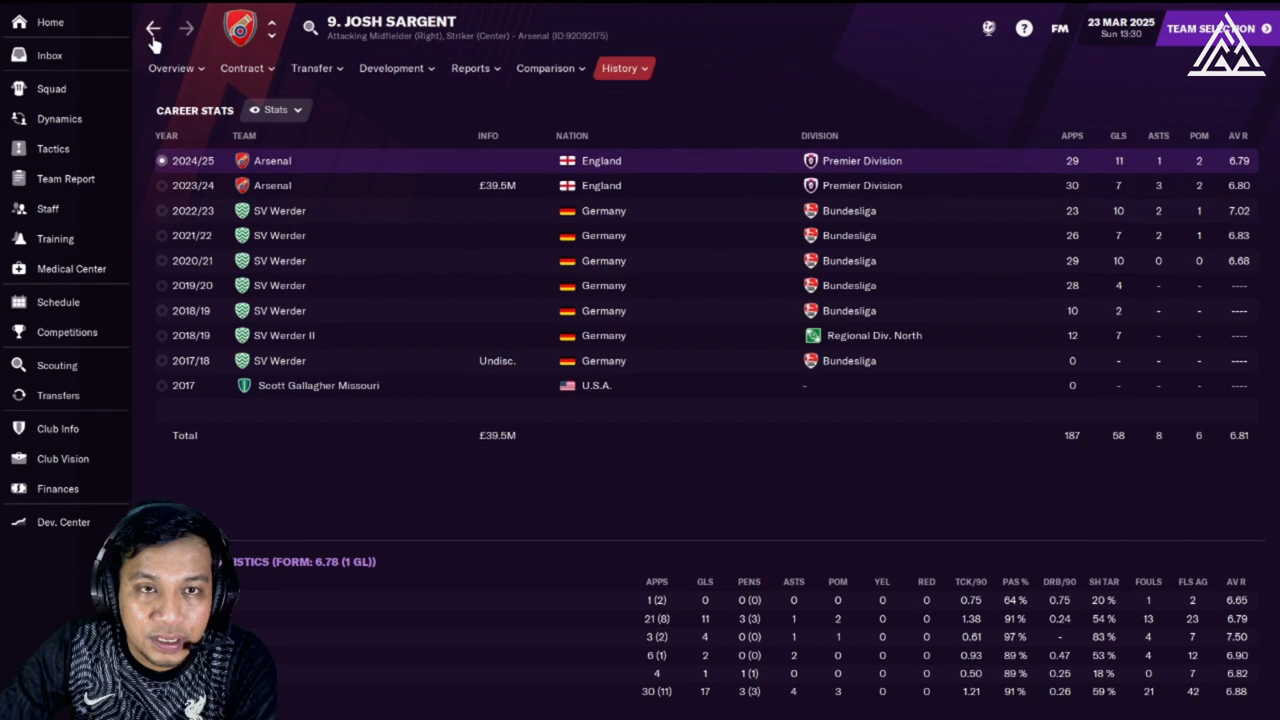 Home
Inbox
Squad
Dynamics
Tactics
Team Report
Staff
Training
Medical Center
Schedule
Competitions
Scouting
Transfers
Club Info
Club Vision
Finances
Dev. Center
9. JOSH SARGENT
Attacking Midfielder (Right), Striker (Center) - Arsenal (ID:92092175)
? FM 23 MAR 2025
Sun 13:30
TEAM SELECTION
Overview Contract Transfer Development Reports Comparison History
CAREER STATS Stats
YEAR TEAM INFO NATION DIVISION APPS GLS ASTS POM AV R
2024/25 Arsenal England Premier Division 29 11 1 2 6.79
2023/24 Arsenal £39.5M England Premier Division 30 7 3 2 6.80
2022/23 SV Werder Germany Bundesliga 23 10 2 1 7.02
2021/22 SV Werder Germany Bundesliga 26 7 2 1 6.83
2020/21 SV Werder Germany Bundesliga 29 10 0 0 6.68
2019/20 SV Werder Germany Bundesliga 28 4 - - ----
2018/19 SV Werder Germany Bundesliga 10 2 - - ----
2018/19 SV Werder II Germany Regional Div. North 12 7 - - ----
2017/18 SV Werder Undisc. Germany Bundesliga 0 - - - ----
2017 Scott Gallagher Missouri U.S.A. - 0 - - - ----
Total £39.5M 187 58 8 6 6.81
ISTICS (FORM: 6.78 (1 GL))
APPS GLS PENS ASTS POM YEL RED TCK/90 PAS % DRB/90 SH TAR FOULS FLS AG AV R
1 (2) 0 0 (0) 0 0 0 0 0.75 64 % 0.75 20 % 1 2 6.65
21 (8) 11 3 (3) 1 2 0 0 1.38 91 % 0.24 54 % 13 23 6.79
3 (2) 4 0 (0) 1 1 0 0 0.61 97 % - 83 % 4 7 7.50
6 (1) 2 0 (0) 2 0 0 0 0.93 89 % 0.47 53 % 4 12 6.90
4 1 1 (1) 0 0 0 0 0.50 89 % 0.25 18 % 0 7 6.82
30 (11) 17 3 (3) 4 3 0 0 1.21 91 % 0.26 59 % 21 42 6.88